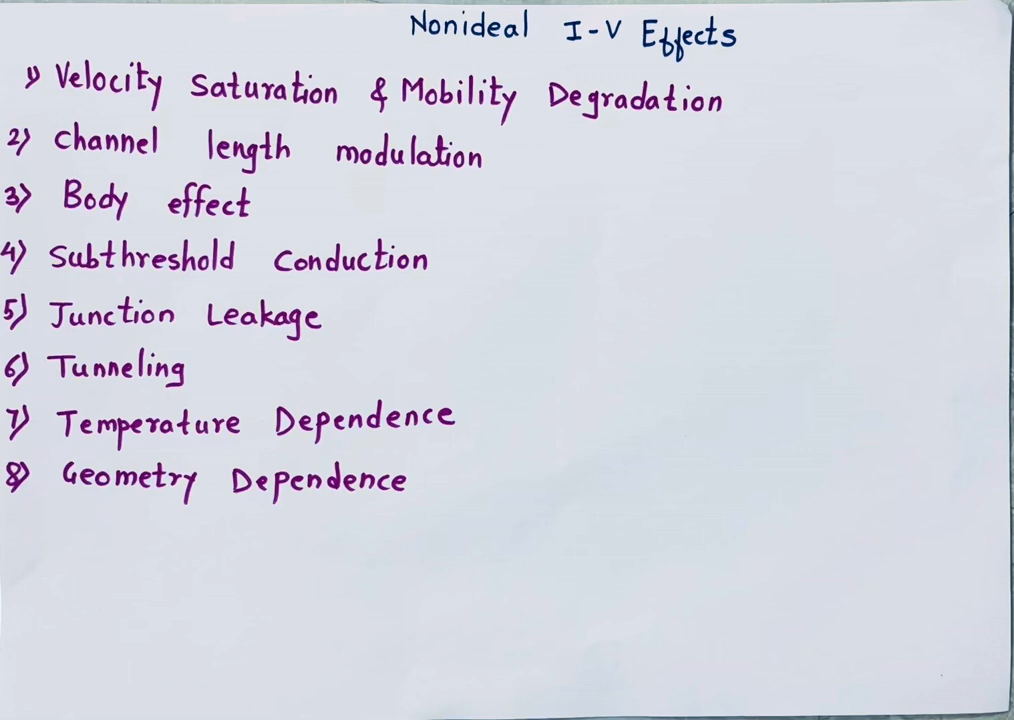 Nonideal I-V Effects
1) Velocity Saturation & Mobility Degradation
2) Channel length modulation
3) Body effect
4) Subthreshold Conduction
5) Junction Leakage
6) Tunneling
7) Temperature Dependence
8) Geometry Dependence